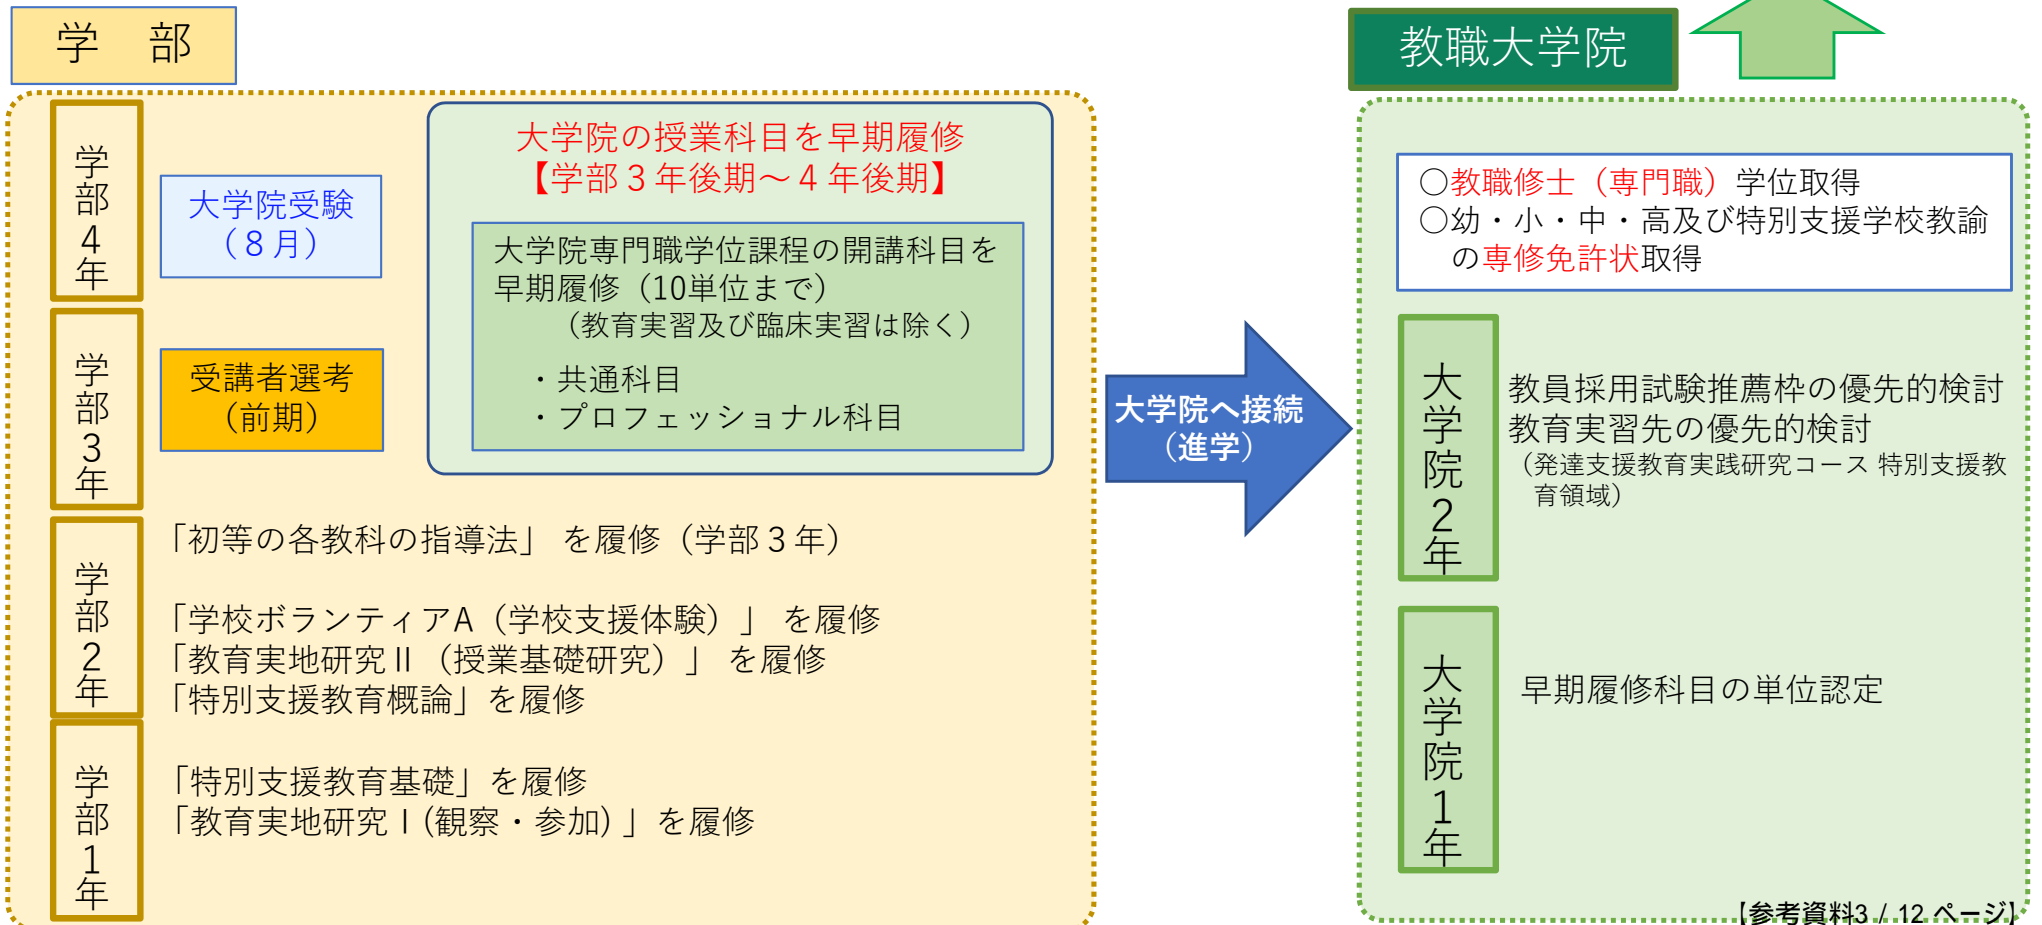 学　部
学部4年
大学院受験
（８月）
大学院の授業科目を早期履修
【学部３年後期～４年後期】
大学院専門職学位課程の開講科目を
早期履修（10単位まで）
（教育実習及び臨床実習は除く）
・共通科目
・プロフェッショナル科目
学部3年
受講者選考
（前期）
「初等の各教科の指導法」 を履修（学部３年）
学部2年
「学校ボランティアA（学校支援体験）」 を履修
「教育実地研究Ⅱ（授業基礎研究）」 を履修
「特別支援教育概論」を履修
学部1年
「特別支援教育基礎」を履修
「教育実地研究Ⅰ(観察・参加)」を履修
大学院へ接続
（進学）
教職大学院
○教職修士（専門職）学位取得
○幼・小・中・高及び特別支援学校教諭
の専修免許状取得
大学院2年
教員採用試験推薦枠の優先的検討
教育実習先の優先的検討
（発達支援教育実践研究コース 特別支援教
育領域）
大学院1年
早期履修科目の単位認定
【参考資料3 / 12 ページ】